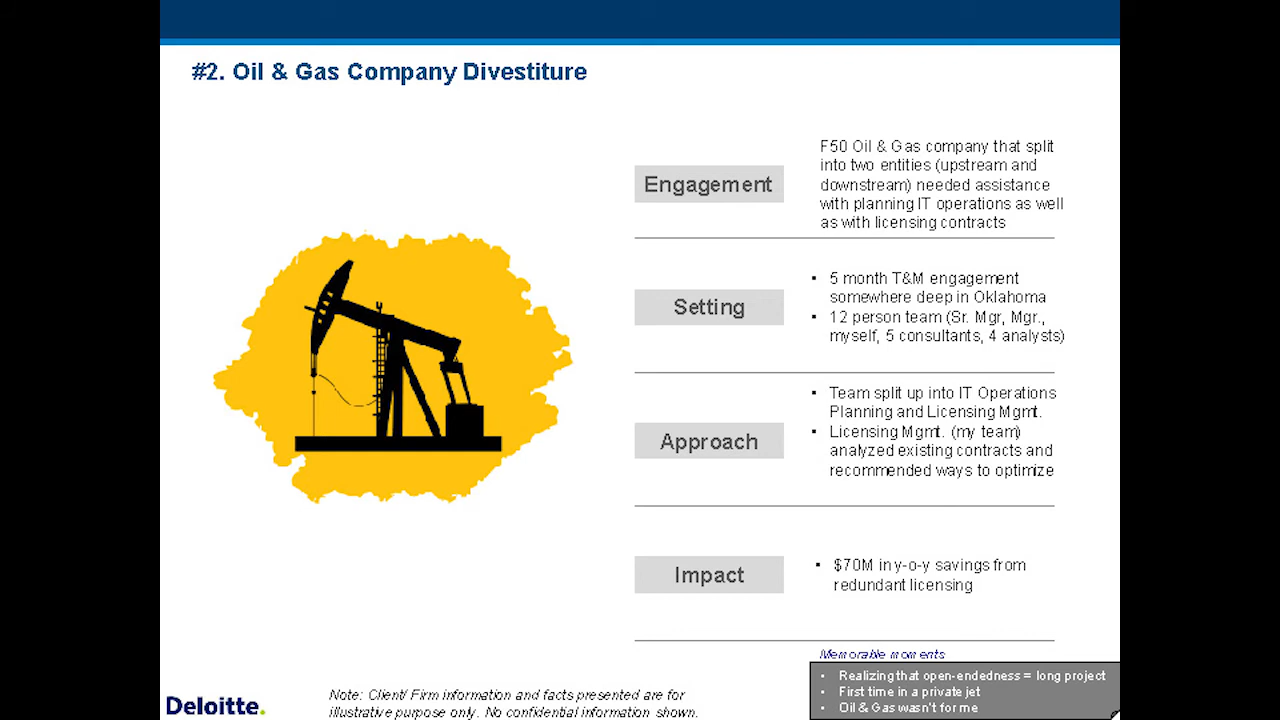 #2. Oil & Gas Company Divestiture
Engagement
F50 Oil & Gas company that split
into two entities (upstream and
downstream) needed assistance
with planning IT operations as well
as with licensing contracts
Setting
▪ 5 month T&M engagement
somewhere deep in Oklahoma
▪ 12 person team (Sr. Mgr, Mgr.,
myself, 5 consultants, 4 analysts)
Approach
▪ Team split up into IT Operations
Planning and Licensing Mgmt.
▪ Licensing Mgmt. (my team)
analyzed existing contracts and
recommended ways to optimize
Impact
▪ $70M in y-o-y savings from
redundant licensing
Memorable moments
• Realizing that open-endedness = long project
• First time in a private jet
• Oil & Gas wasn't for me
Deloitte.
Note: Client/ Firm information and facts presented are for
illustrative purpose only. No confidential information shown.